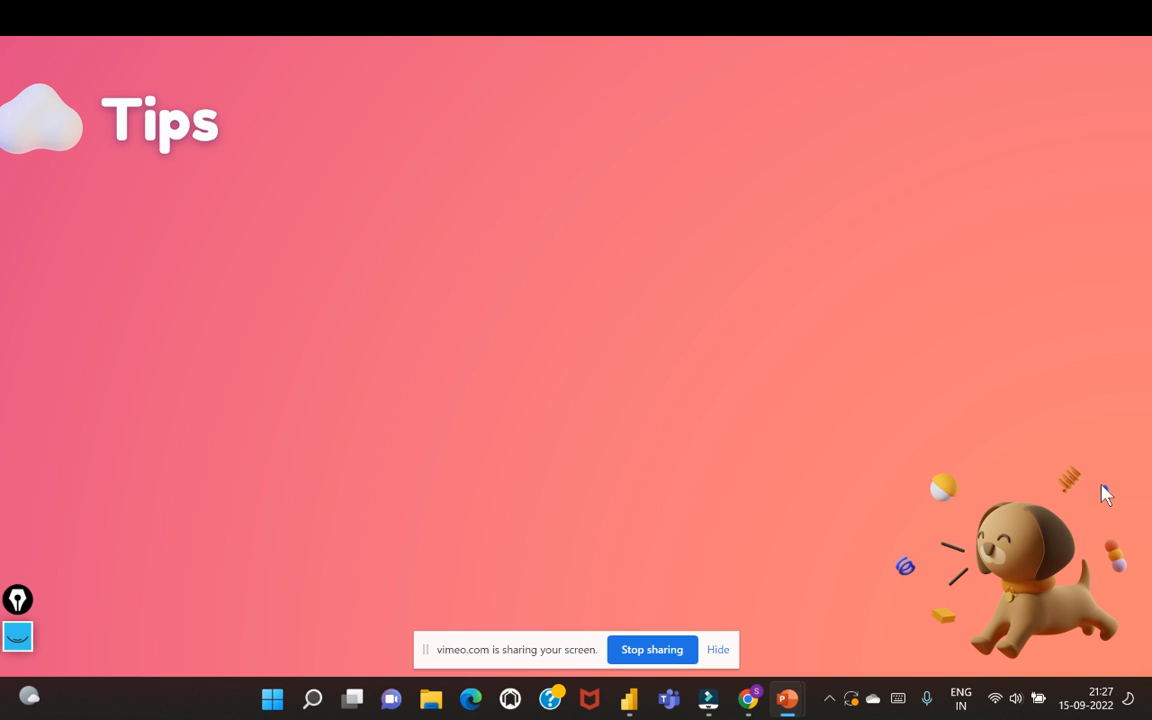 Tips
vimeo.com is sharing your screen.
Stop sharing
Hide
ENG
IN
21:27
15-09-2022